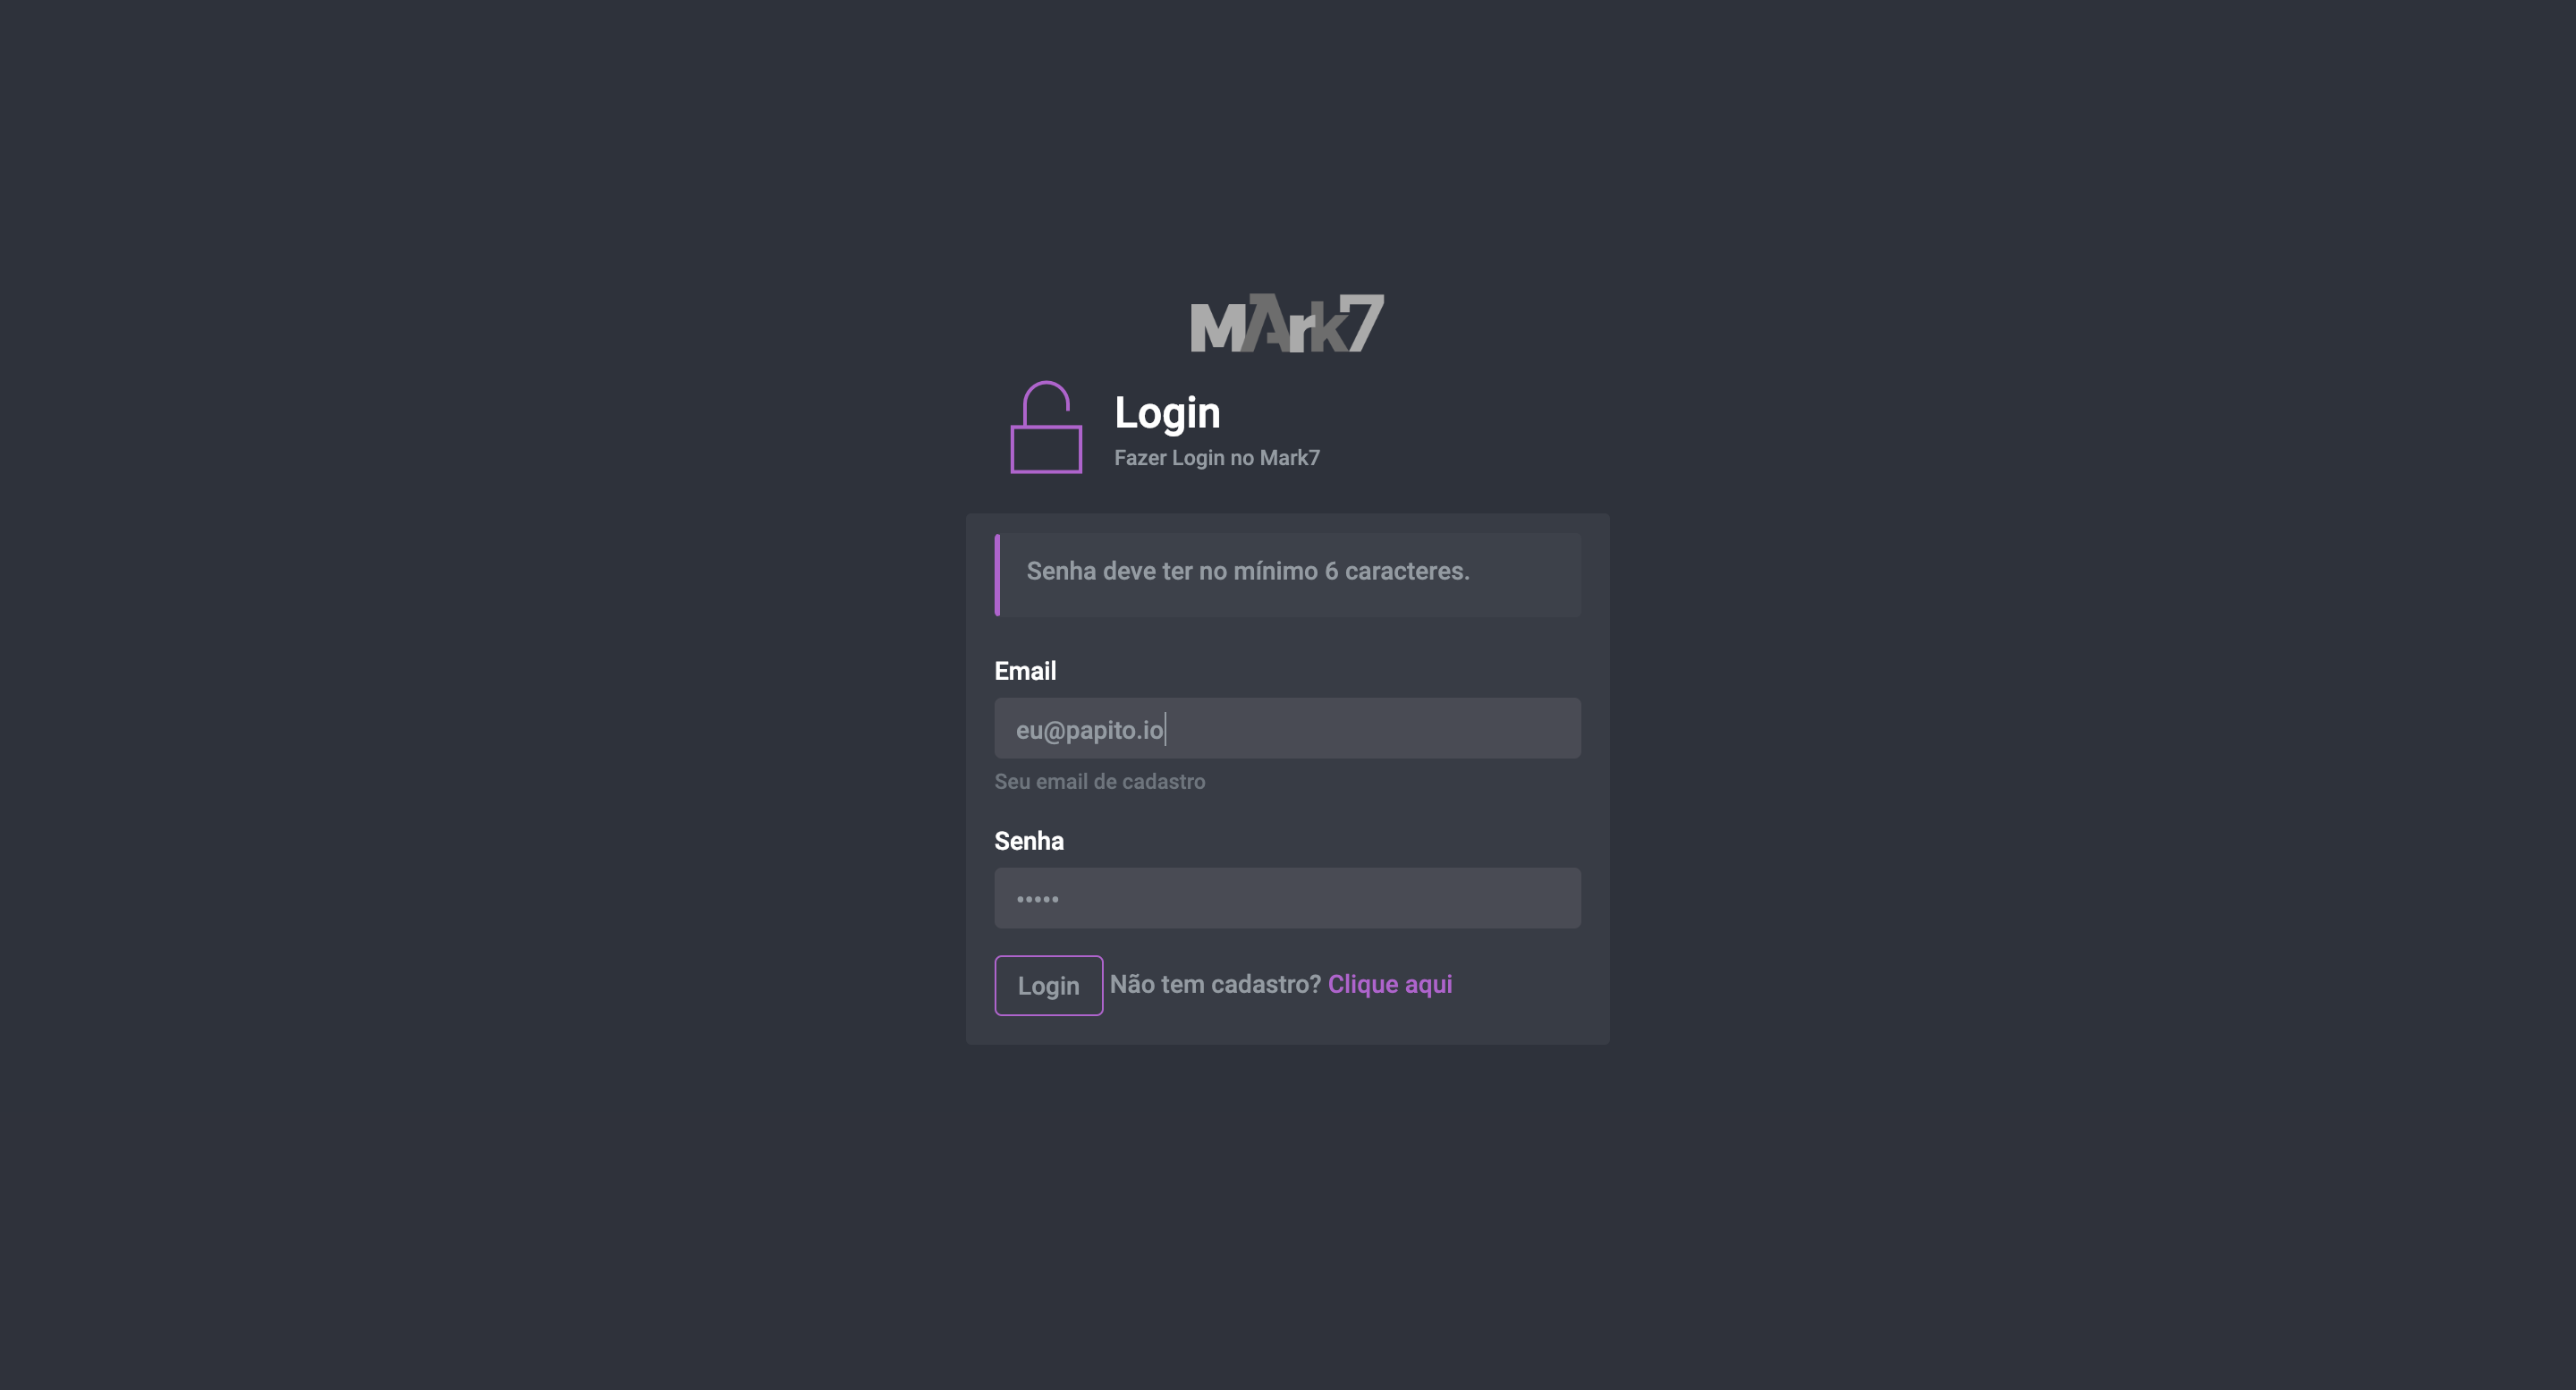 MArk7
Login
Fazer Login no Mark7
Senha deve ter no mínimo 6 caracteres.
Email
eu@papito.io
Seu email de cadastro
Senha
•••••
Login Não tem cadastro? Clique aqui